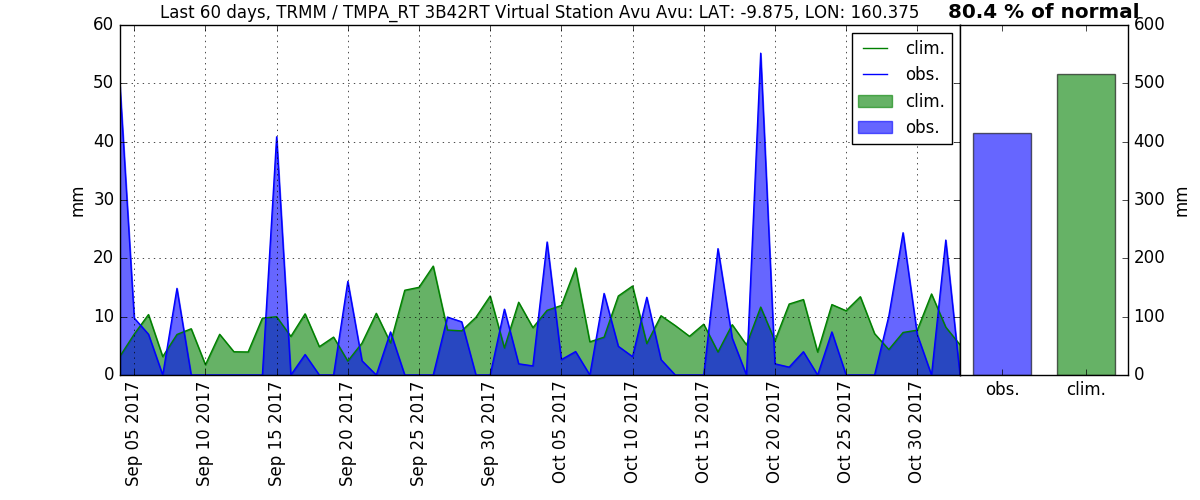 Last 60 days, TRMM / TMPA_RT 3B42RT Virtual Station Avu Avu: LAT: -9.875, LON: 160.375
80.4 % of normal
60
50
40
30
20
10
0
mm
clim.
obs.
clim.
obs.
600
500
400
300
200
100
0
mm
Sep 05 2017
Sep 10 2017
Sep 15 2017
Sep 20 2017
Sep 25 2017
Sep 30 2017
Oct 05 2017
Oct 10 2017
Oct 15 2017
Oct 20 2017
Oct 25 2017
Oct 30 2017
obs.
clim.